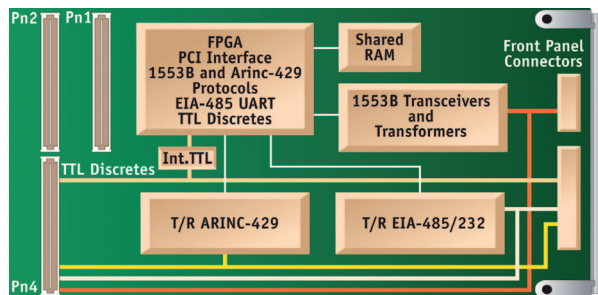 Pn2
Pn1
FPGA
PCI Interface
1553B and Arinc-429
Protocols
EIA-485 UART
TTL Discretes
Shared
RAM
Front Panel
Connectors
1553B Transceivers
and
Transformers
Int.TTL
TTL Discretes
T/R ARINC-429
T/R EIA-485/232
Pn4